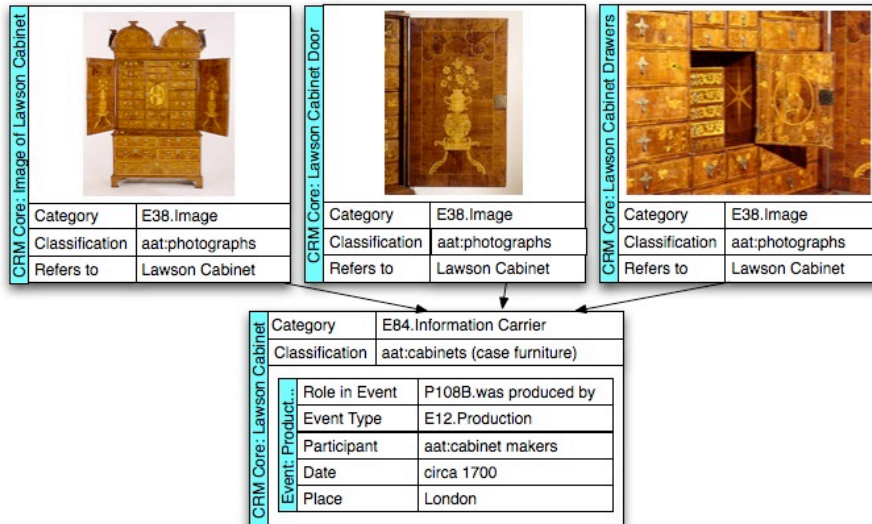 CRM Core: Image of Lawson Cabinet
Category E38.Image
Classification aat:photographs
Refers to Lawson Cabinet
CRM Core: Lawson Cabinet Door
Category E38.Image
Classification aat:photographs
Refers to Lawson Cabinet
CRM Core: Lawson Cabinet Drawers
Category E38.Image
Classification aat:photographs
Refers to Lawson Cabinet
CRM Core: Lawson Cabinet
Category E84.Information Carrier
Classification aat:cabinets (case furniture)
Event: Product...
Role in Event P108B.was produced by
Event Type E12.Production
Participant aat:cabinet makers
Date circa 1700
Place London